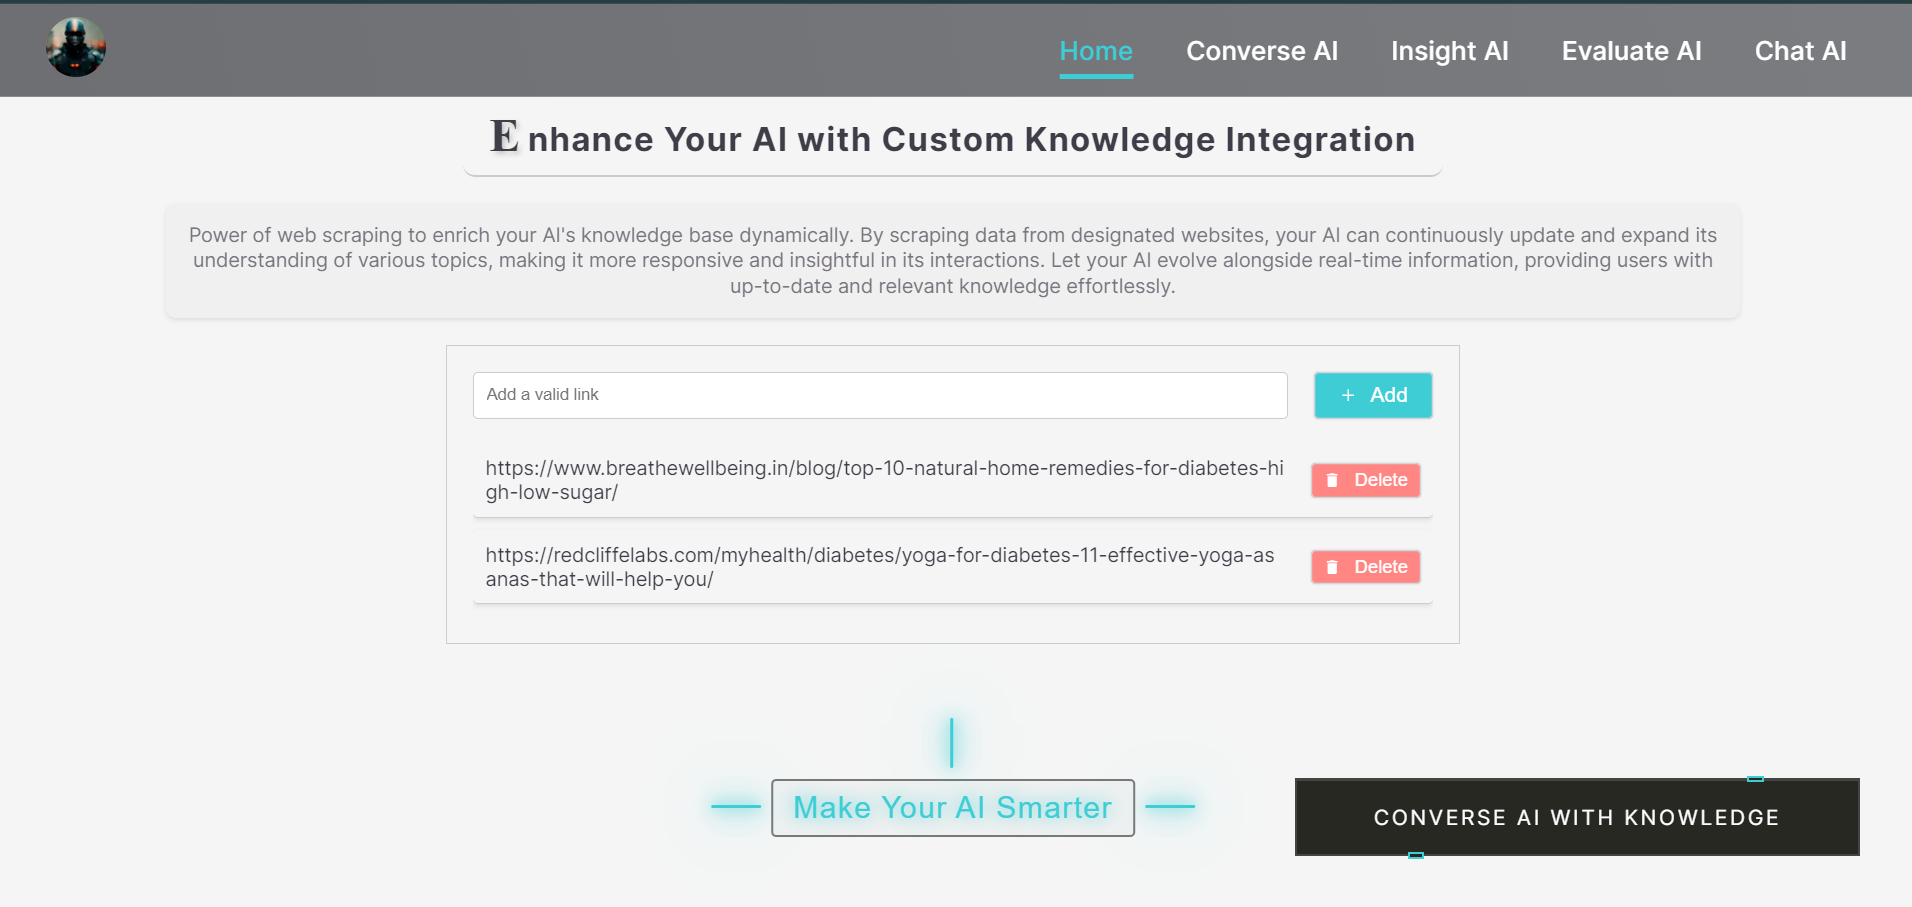 Home Converse AI Insight AI Evaluate AI Chat AI
Enhance Your AI with Custom Knowledge Integration
Power of web scraping to enrich your AI's knowledge base dynamically. By scraping data from designated websites, your AI can continuously update and expand its
understanding of various topics, making it more responsive and insightful in its interactions. Let your AI evolve alongside real-time information, providing users with
up-to-date and relevant knowledge effortlessly.
Add a valid link + Add
https://www.breathewellbeing.in/blog/top-10-natural-home-remedies-for-diabetes-hi
gh-low-sugar/
Delete
https://redcliffelabs.com/myhealth/diabetes/yoga-for-diabetes-11-effective-yoga-as
anas-that-will-help-you/
Delete
Make Your AI Smarter
CONVERSE AI WITH KNOWLEDGE